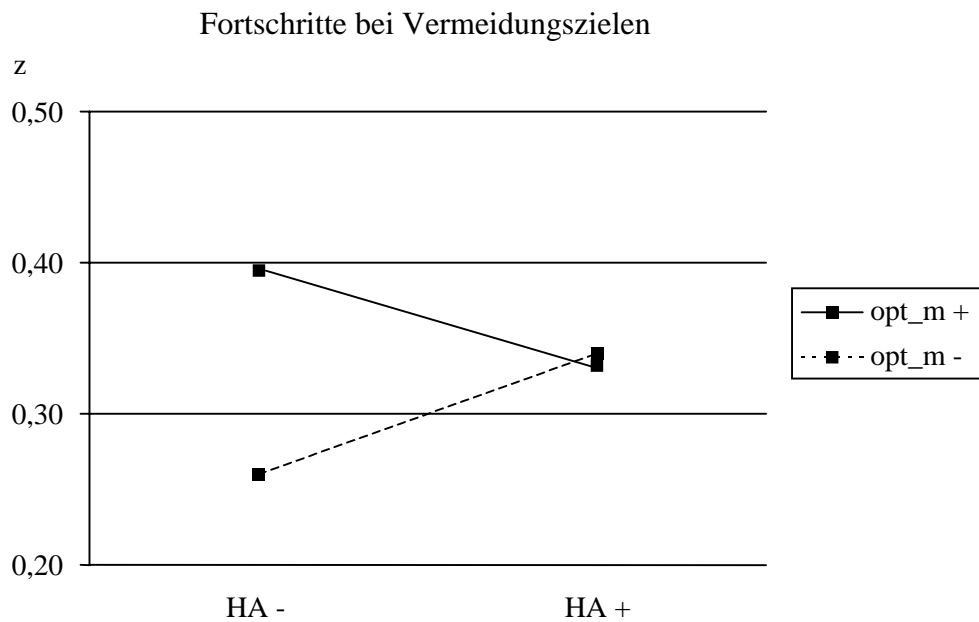 Fortschritte bei Vermeidungszielen
z
0,50
0,40
0,30
0,20
HA -
HA +
opt_m +
opt_m -